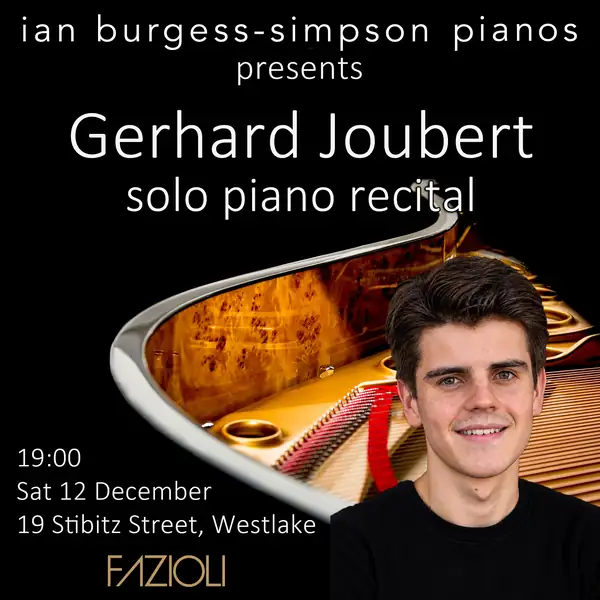 ian burgess-simpson pianos
presents
Gerhard Joubert
solo piano recital
19:00
Sat 12 December
19 Stibitz Street, Westlake
FAZIOLI